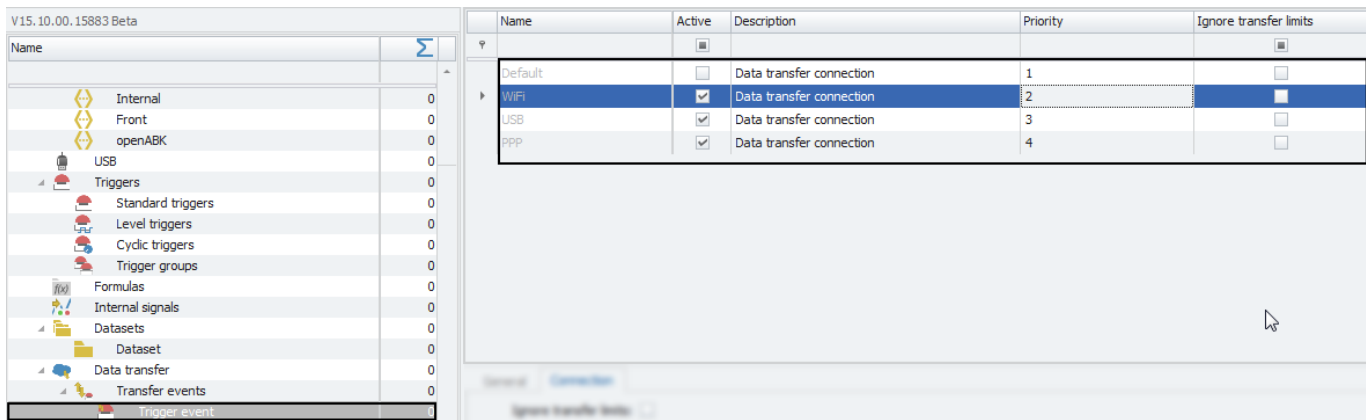 V15.10.00.15883 Beta
Name Σ
Internal 0
Front 0
openABK 0
USB 0
Triggers 0
Standard triggers 0
Level triggers 0
Cyclic triggers 0
Trigger groups 0
f(x) Formulas 0
Internal signals 0
Datasets 0
Dataset 0
Data transfer 0
Transfer events 0
Trigger event 0
Name Active Description Priority Ignore transfer limits
Default Data transfer connection 1
WiFi Data transfer connection 2
USB Data transfer connection 3
PPP Data transfer connection 4
General Connection
Ignore transfer limits: